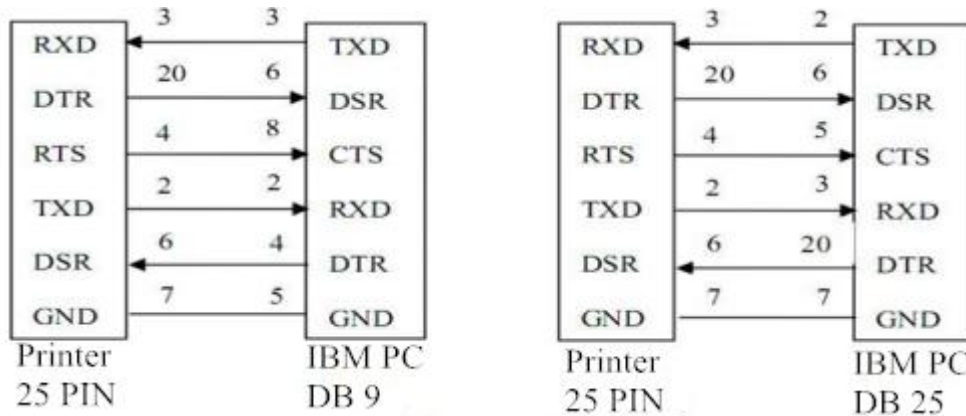 3 3
RXD TXD
20 6
DTR DSR
4 8
RTS CTS
2 2
TXD RXD
6 4
DSR DTR
7 5
GND GND
Printer IBM PC
25 PIN DB 9
3 2
RXD TXD
20 6
DTR DSR
4 5
RTS CTS
2 3
TXD RXD
6 20
DSR DTR
7 7
GND GND
Printer IBM PC
25 PIN DB 25